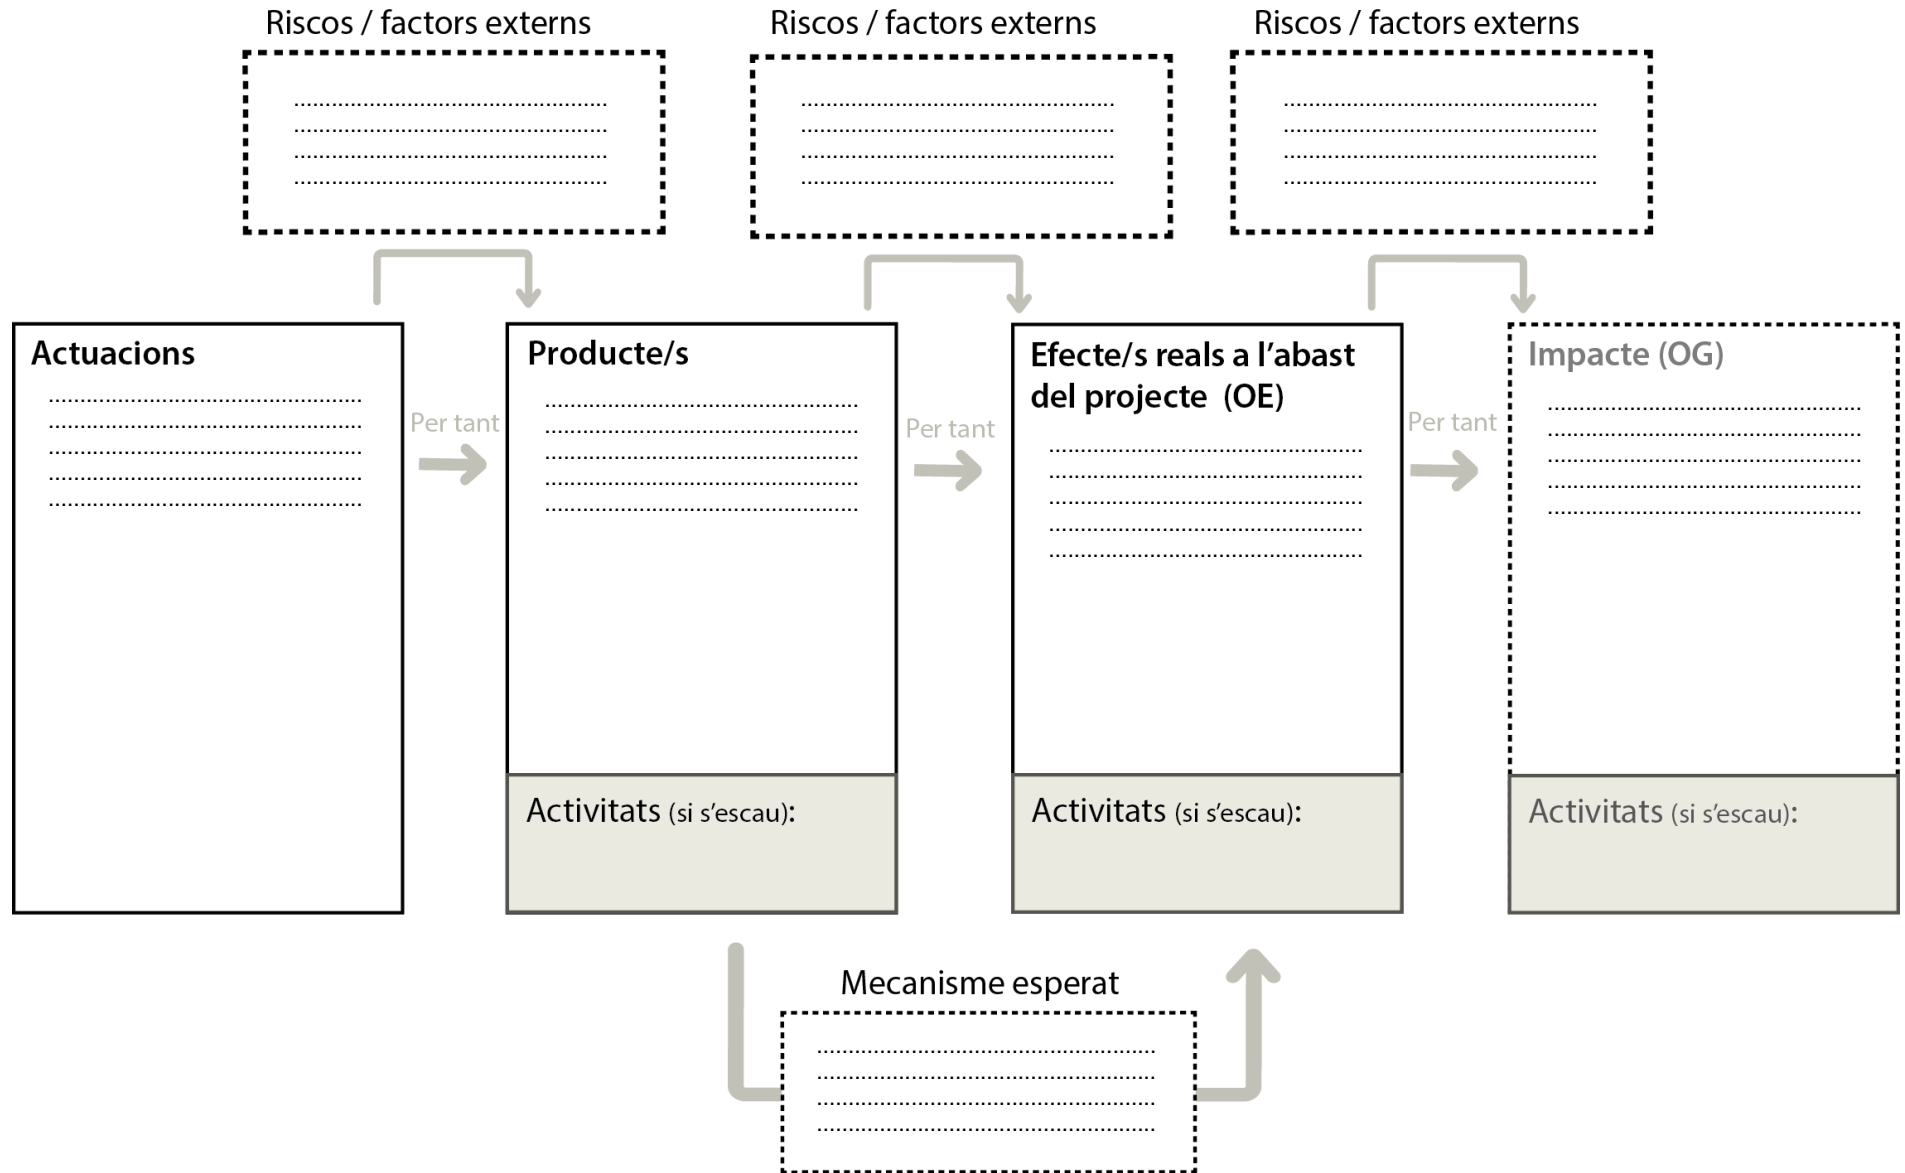 Riscos / factors externs
Riscos / factors externs
Riscos / factors externs
Actuacions
Per tant
Producte/s
Activitats (si s'escau):
Per tant
Efecte/s reals a l'abast
del projecte (OE)
Activitats (si s'escau):
Per tant
Impacte (OG)
Activitats (si s'escau):
Mecanisme esperat